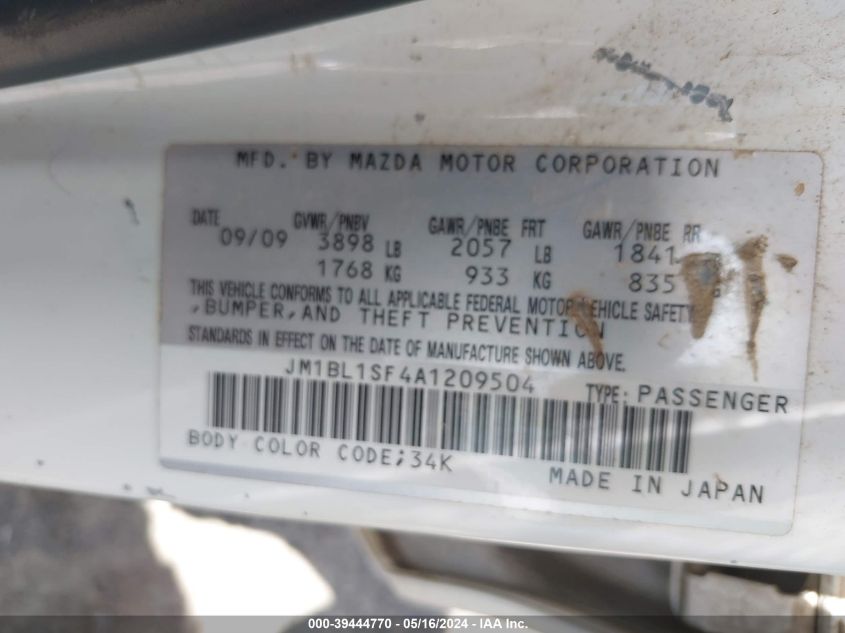 MFD. BY MAZDA MOTOR CORPORATION
DATE GVWR/PNBV GAWR/PNBE FRT GAWR/PNBE RR
09/09 3898 LB 2057 LB 1841
1768 KG 933 KG 835
THIS VEHICLE CONFORMS TO ALL APPLICABLE FEDERAL MOTOR VEHICLE SAFETY
,BUMPER,AND THEFT PREVENTION
STANDARDS IN EFFECT ON THE DATE OF MANUFACTURE SHOWN ABOVE.
JM1BL1SF4A1209504 TYPE: PASSENGER
BODY COLOR CODE;34K
MADE IN JAPAN
000-39444770 - 05/16/2024 - IAA Inc.